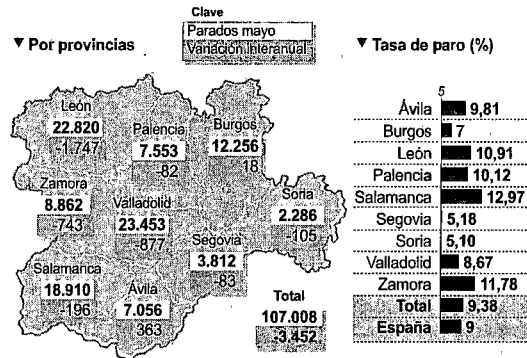 Clave
Parados mayo
Variación interanual
▼ Por provincias
León
22.820
-1.747
Palencia
7.553
-82
Burgos
12.256
18
Zamora
8.862
-743
Valladolid
23.453
-877
Soria
2.286
-105
Segovia
3.812
-83
Salamanca
18.910
-196
Ávila
7.056
363
Total
107.008
-3.452
▼ Tasa de paro (%)
5
Ávila 9,81
Burgos 7
León 10,91
Palencia 10,12
Salamanca 12,97
Segovia 5,18
Soria 5,10
Valladolid 8,67
Zamora 11,78
Total 9,38
España 9